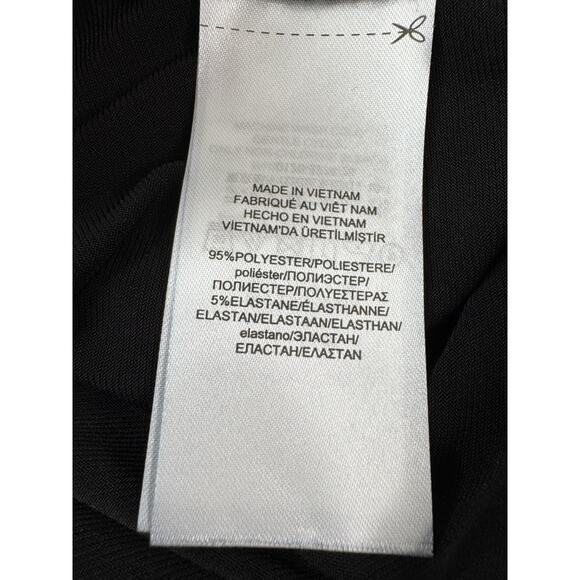 MADE IN VIETNAM
FABRIQUÉ AU VIÊT NAM
HECHO EN VIETNAM
VIETNAM'DA ÜRETİLMİŞTİR
95%POLYESTER/POLIESTERE/
poliéster/ПОЛИЭСТЕР/
ПОЛИЕСТЕР/ΠΟΛΥΕΣΤΕΡΑΣ
5%ELASTANE/ÉLASTHANNE/
ELASTAN/ELASTAAN/ELASTHAN/
elastano/ЭЛАСТАН/
ЕЛАСТАН/ΕΛΑΣΤΑΝ